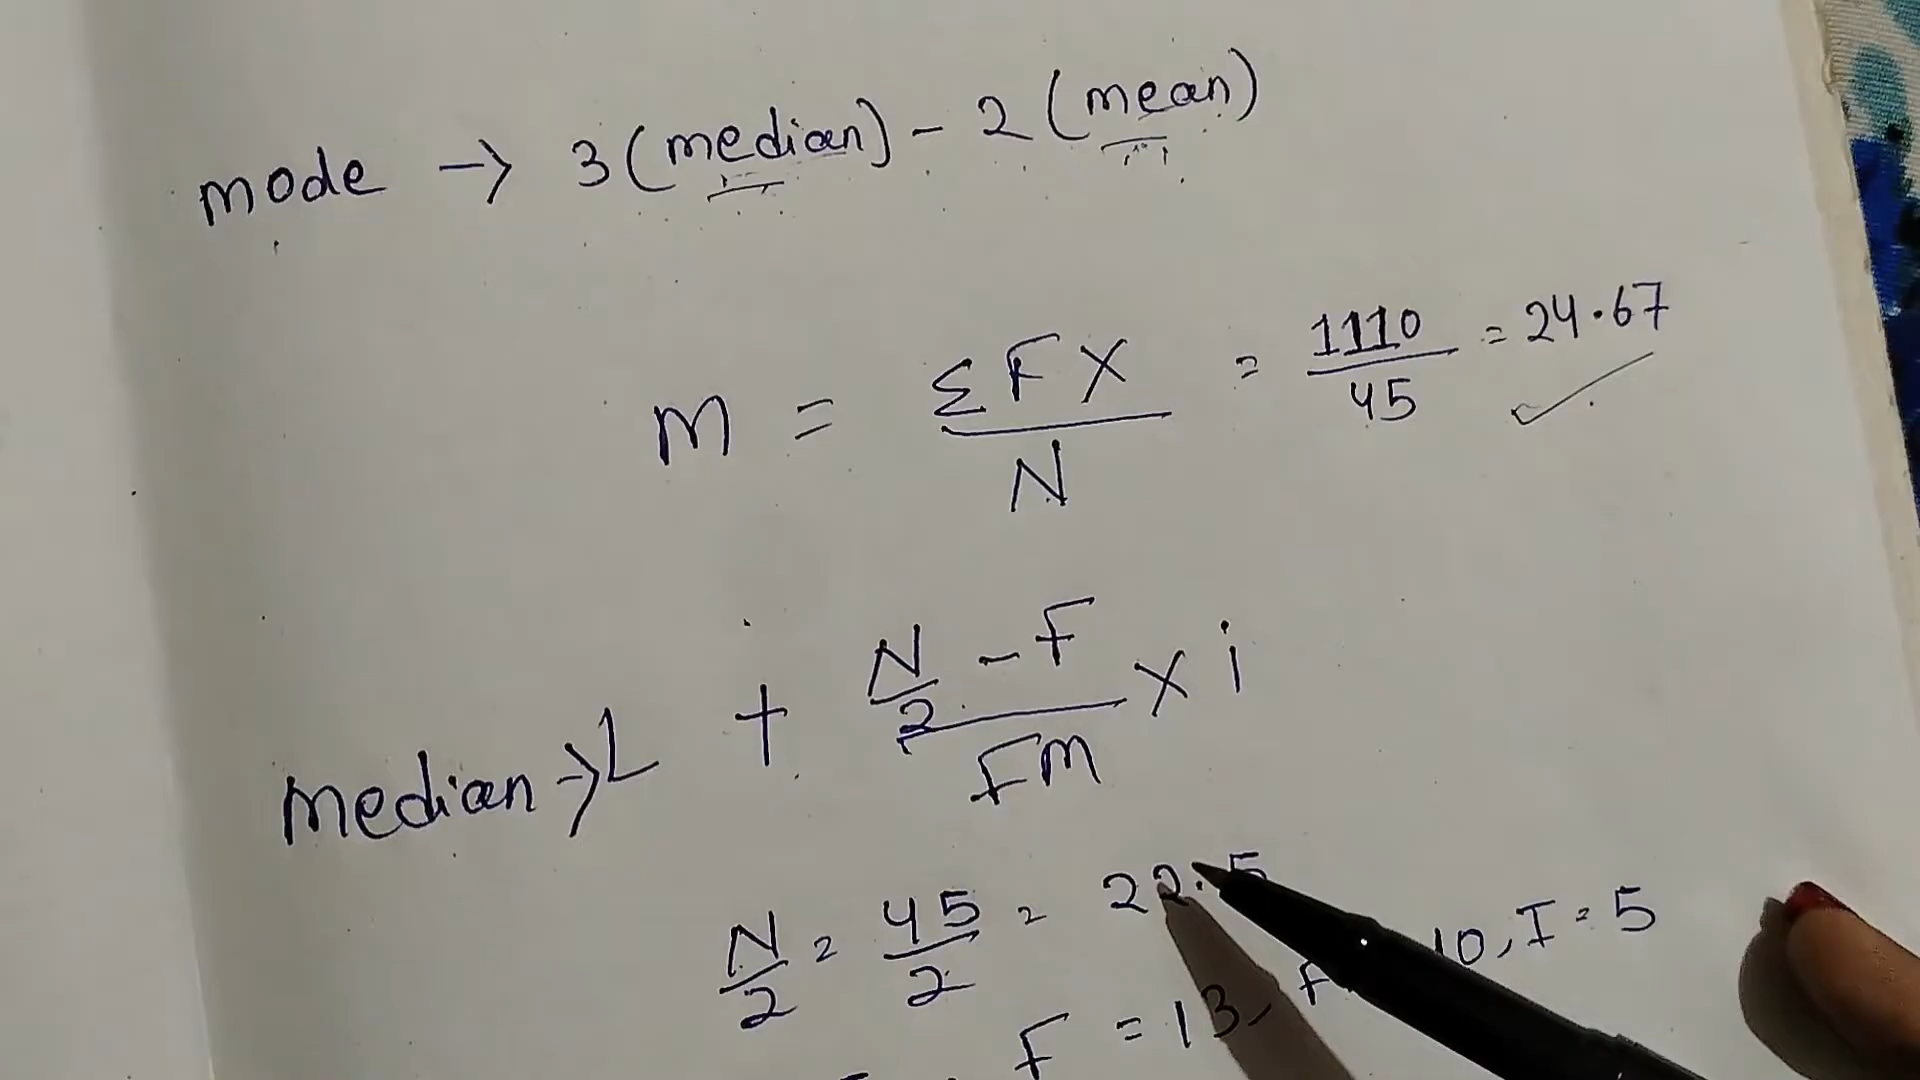 mode → 3 (median) - 2 (mean)
M = ΣFX / N = 1110 / 45 = 24.67
median → L + N/2 - F / FM × i
N/2 = 45/2 = 22.5
F = 13, 10, I = 5